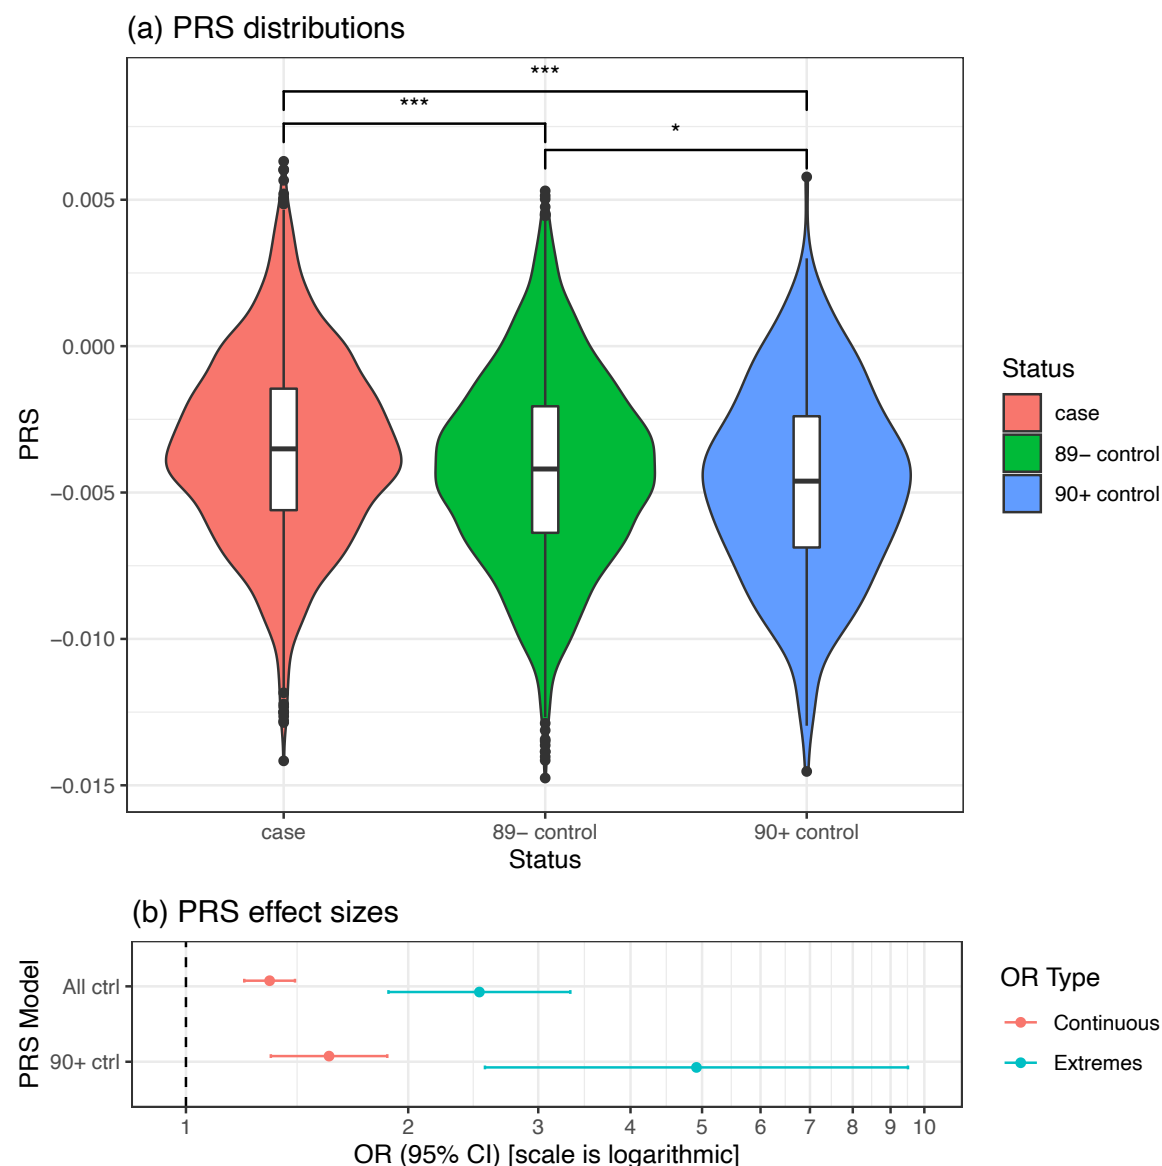 (a) PRS distributions
***
***
*
0.005
0.000
−0.005
−0.010
−0.015
PRS
case
89− control
90+ control
Status
Status
case
89− control
90+ control
(b) PRS effect sizes
All ctrl
90+ ctrl
PRS Model
1 2 3 4 5 6 7 8 9 10
OR (95% CI) [scale is logarithmic]
OR Type
Continuous
Extremes